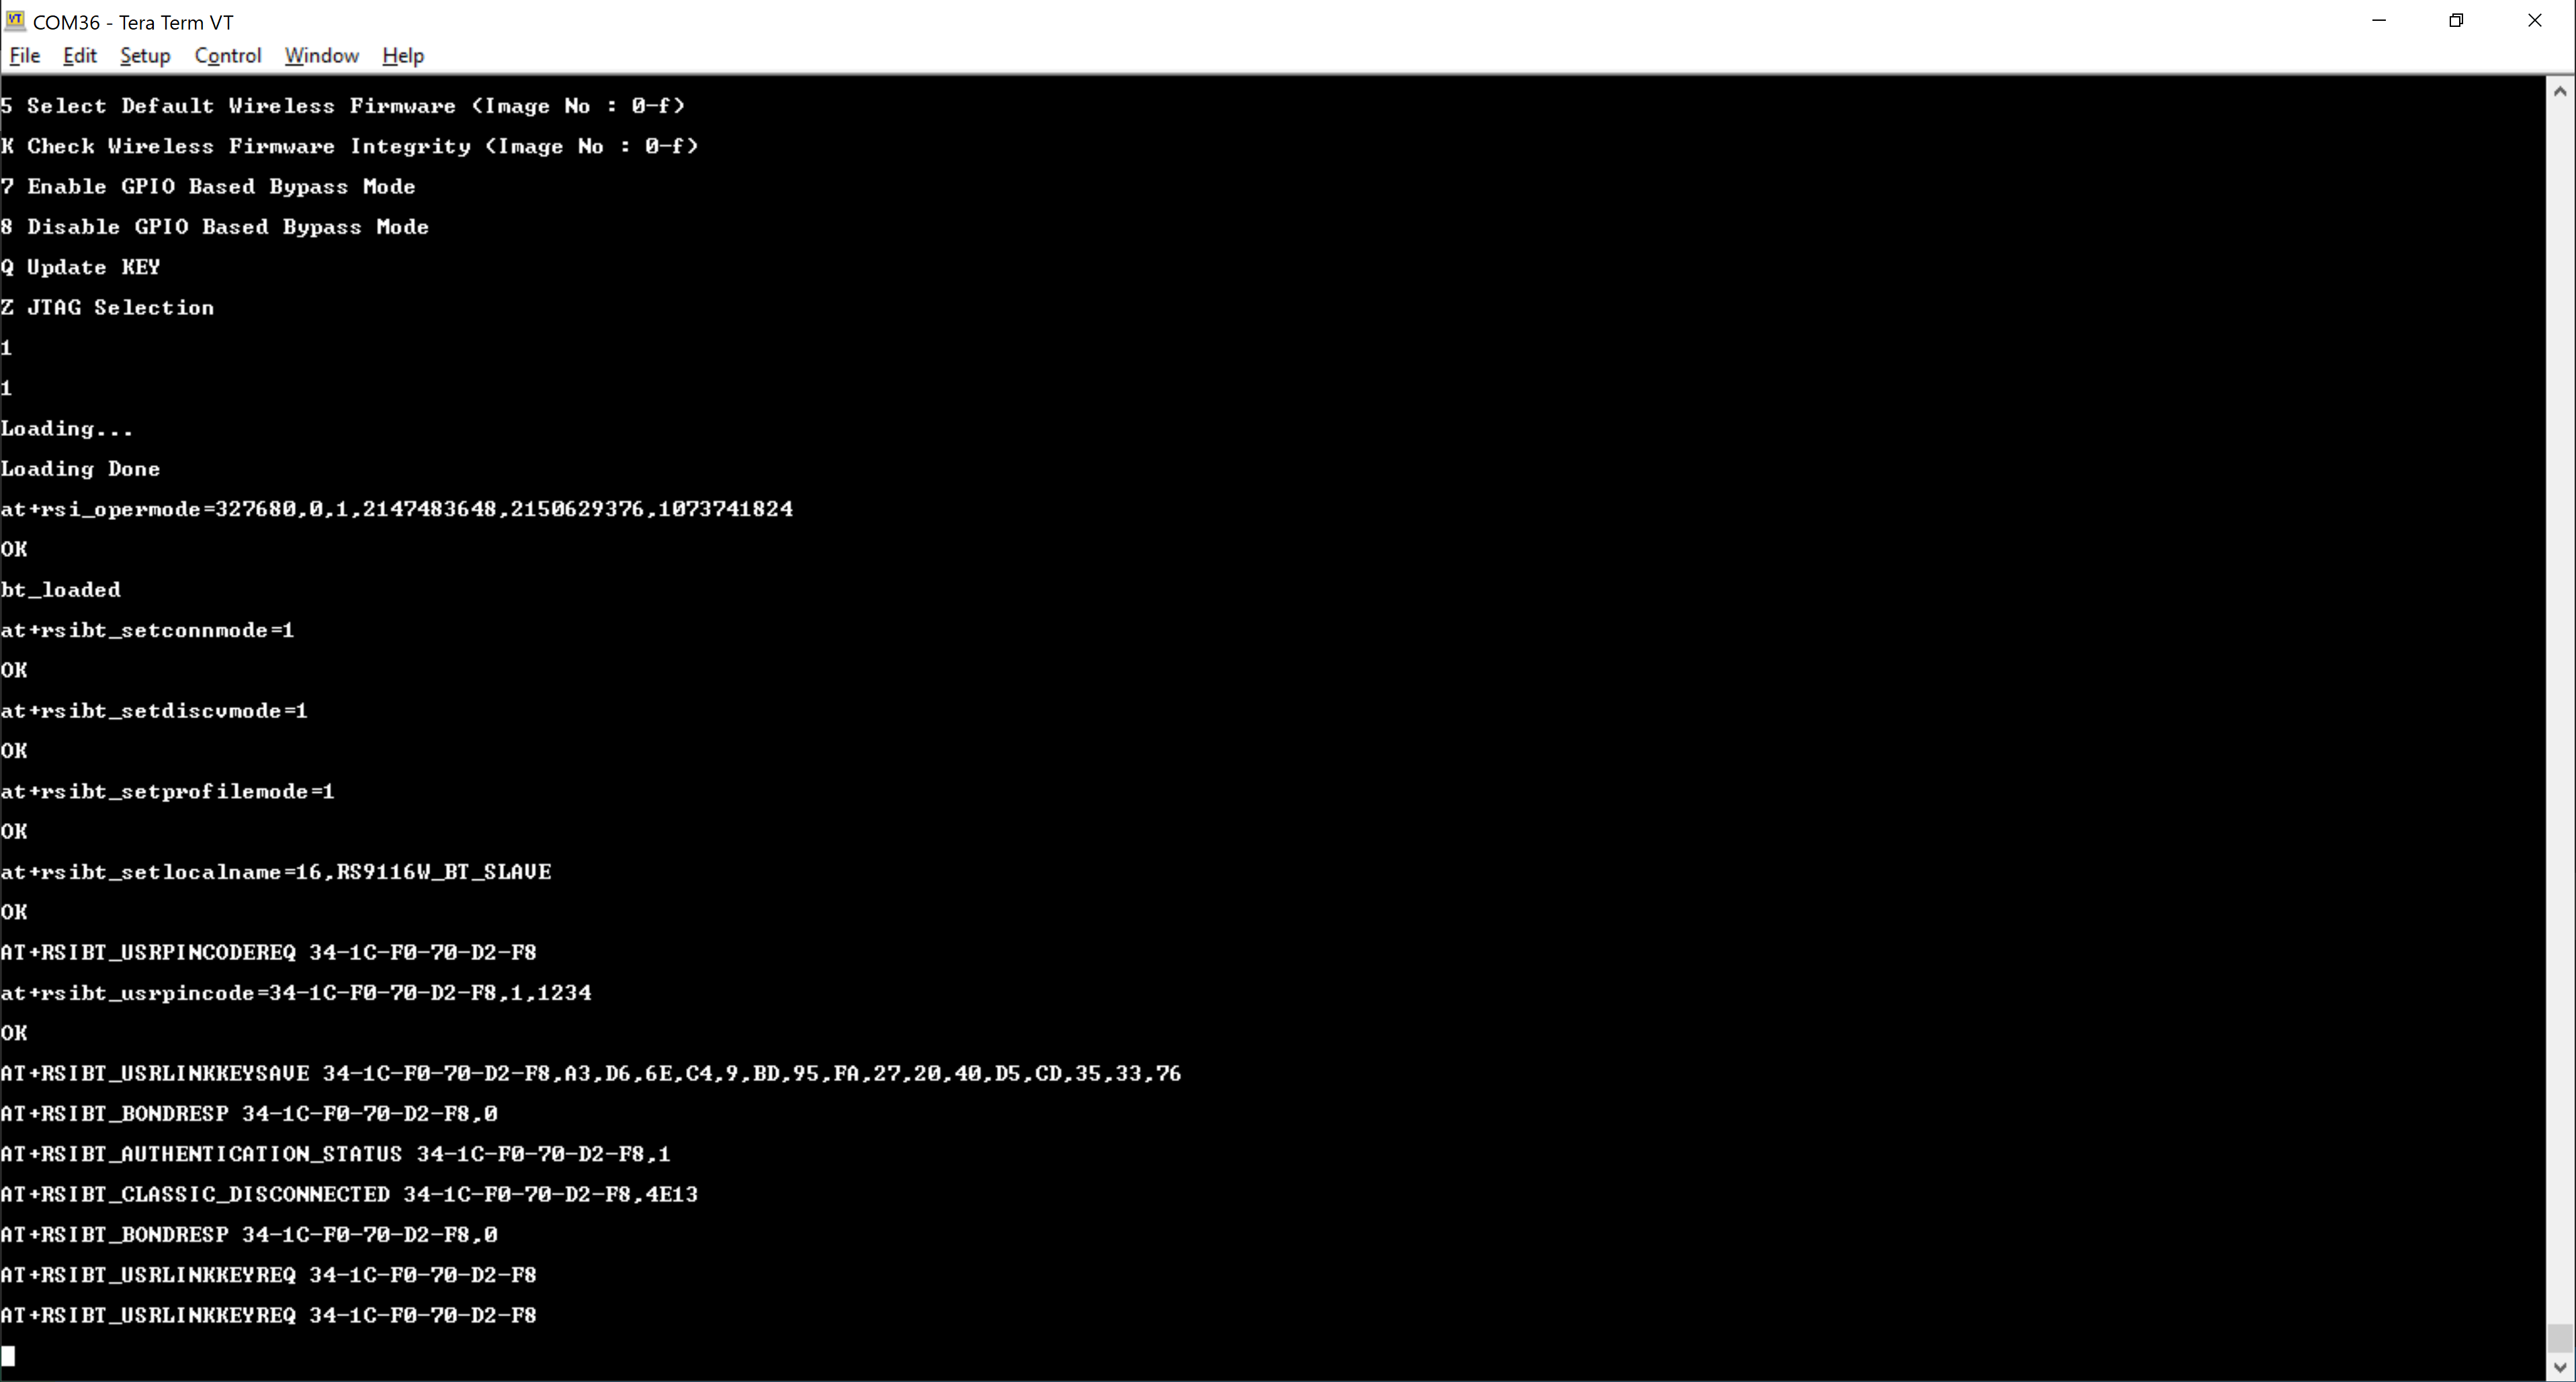 COM36 - Tera Term VT
File Edit Setup Control Window Help
5 Select Default Wireless Firmware (Image No : 0-f)
K Check Wireless Firmware Integrity (Image No : 0-f)
7 Enable GPIO Based Bypass Mode
8 Disable GPIO Based Bypass Mode
Q Update KEY
Z JTAG Selection
1
1
Loading...
Loading Done
at+rsi_opermode=327680,0,1,2147483648,2150629376,1073741824
OK
bt_loaded
at+rsibt_setconnmode=1
OK
at+rsibt_setdiscvmode=1
OK
at+rsibt_setprofilemode=1
OK
at+rsibt_setlocalname=16,RS9116W_BT_SLAVE
OK
AT+RSIBT_USRPINCODEREQ 34-1C-F0-70-D2-F8
at+rsibt_usrpincode=34-1C-F0-70-D2-F8,1,1234
OK
AT+RSIBT_USRLINKKEYSAVE 34-1C-F0-70-D2-F8,A3,D6,6E,C4,9,BD,95,FA,27,20,40,D5,CD,35,33,76
AT+RSIBT_BONDRESP 34-1C-F0-70-D2-F8,0
AT+RSIBT_AUTHENTICATION_STATUS 34-1C-F0-70-D2-F8,1
AT+RSIBT_CLASSIC_DISCONNECTED 34-1C-F0-70-D2-F8,4E13
AT+RSIBT_BONDRESP 34-1C-F0-70-D2-F8,0
AT+RSIBT_USRLINKKEYREQ 34-1C-F0-70-D2-F8
AT+RSIBT_USRLINKKEYREQ 34-1C-F0-70-D2-F8